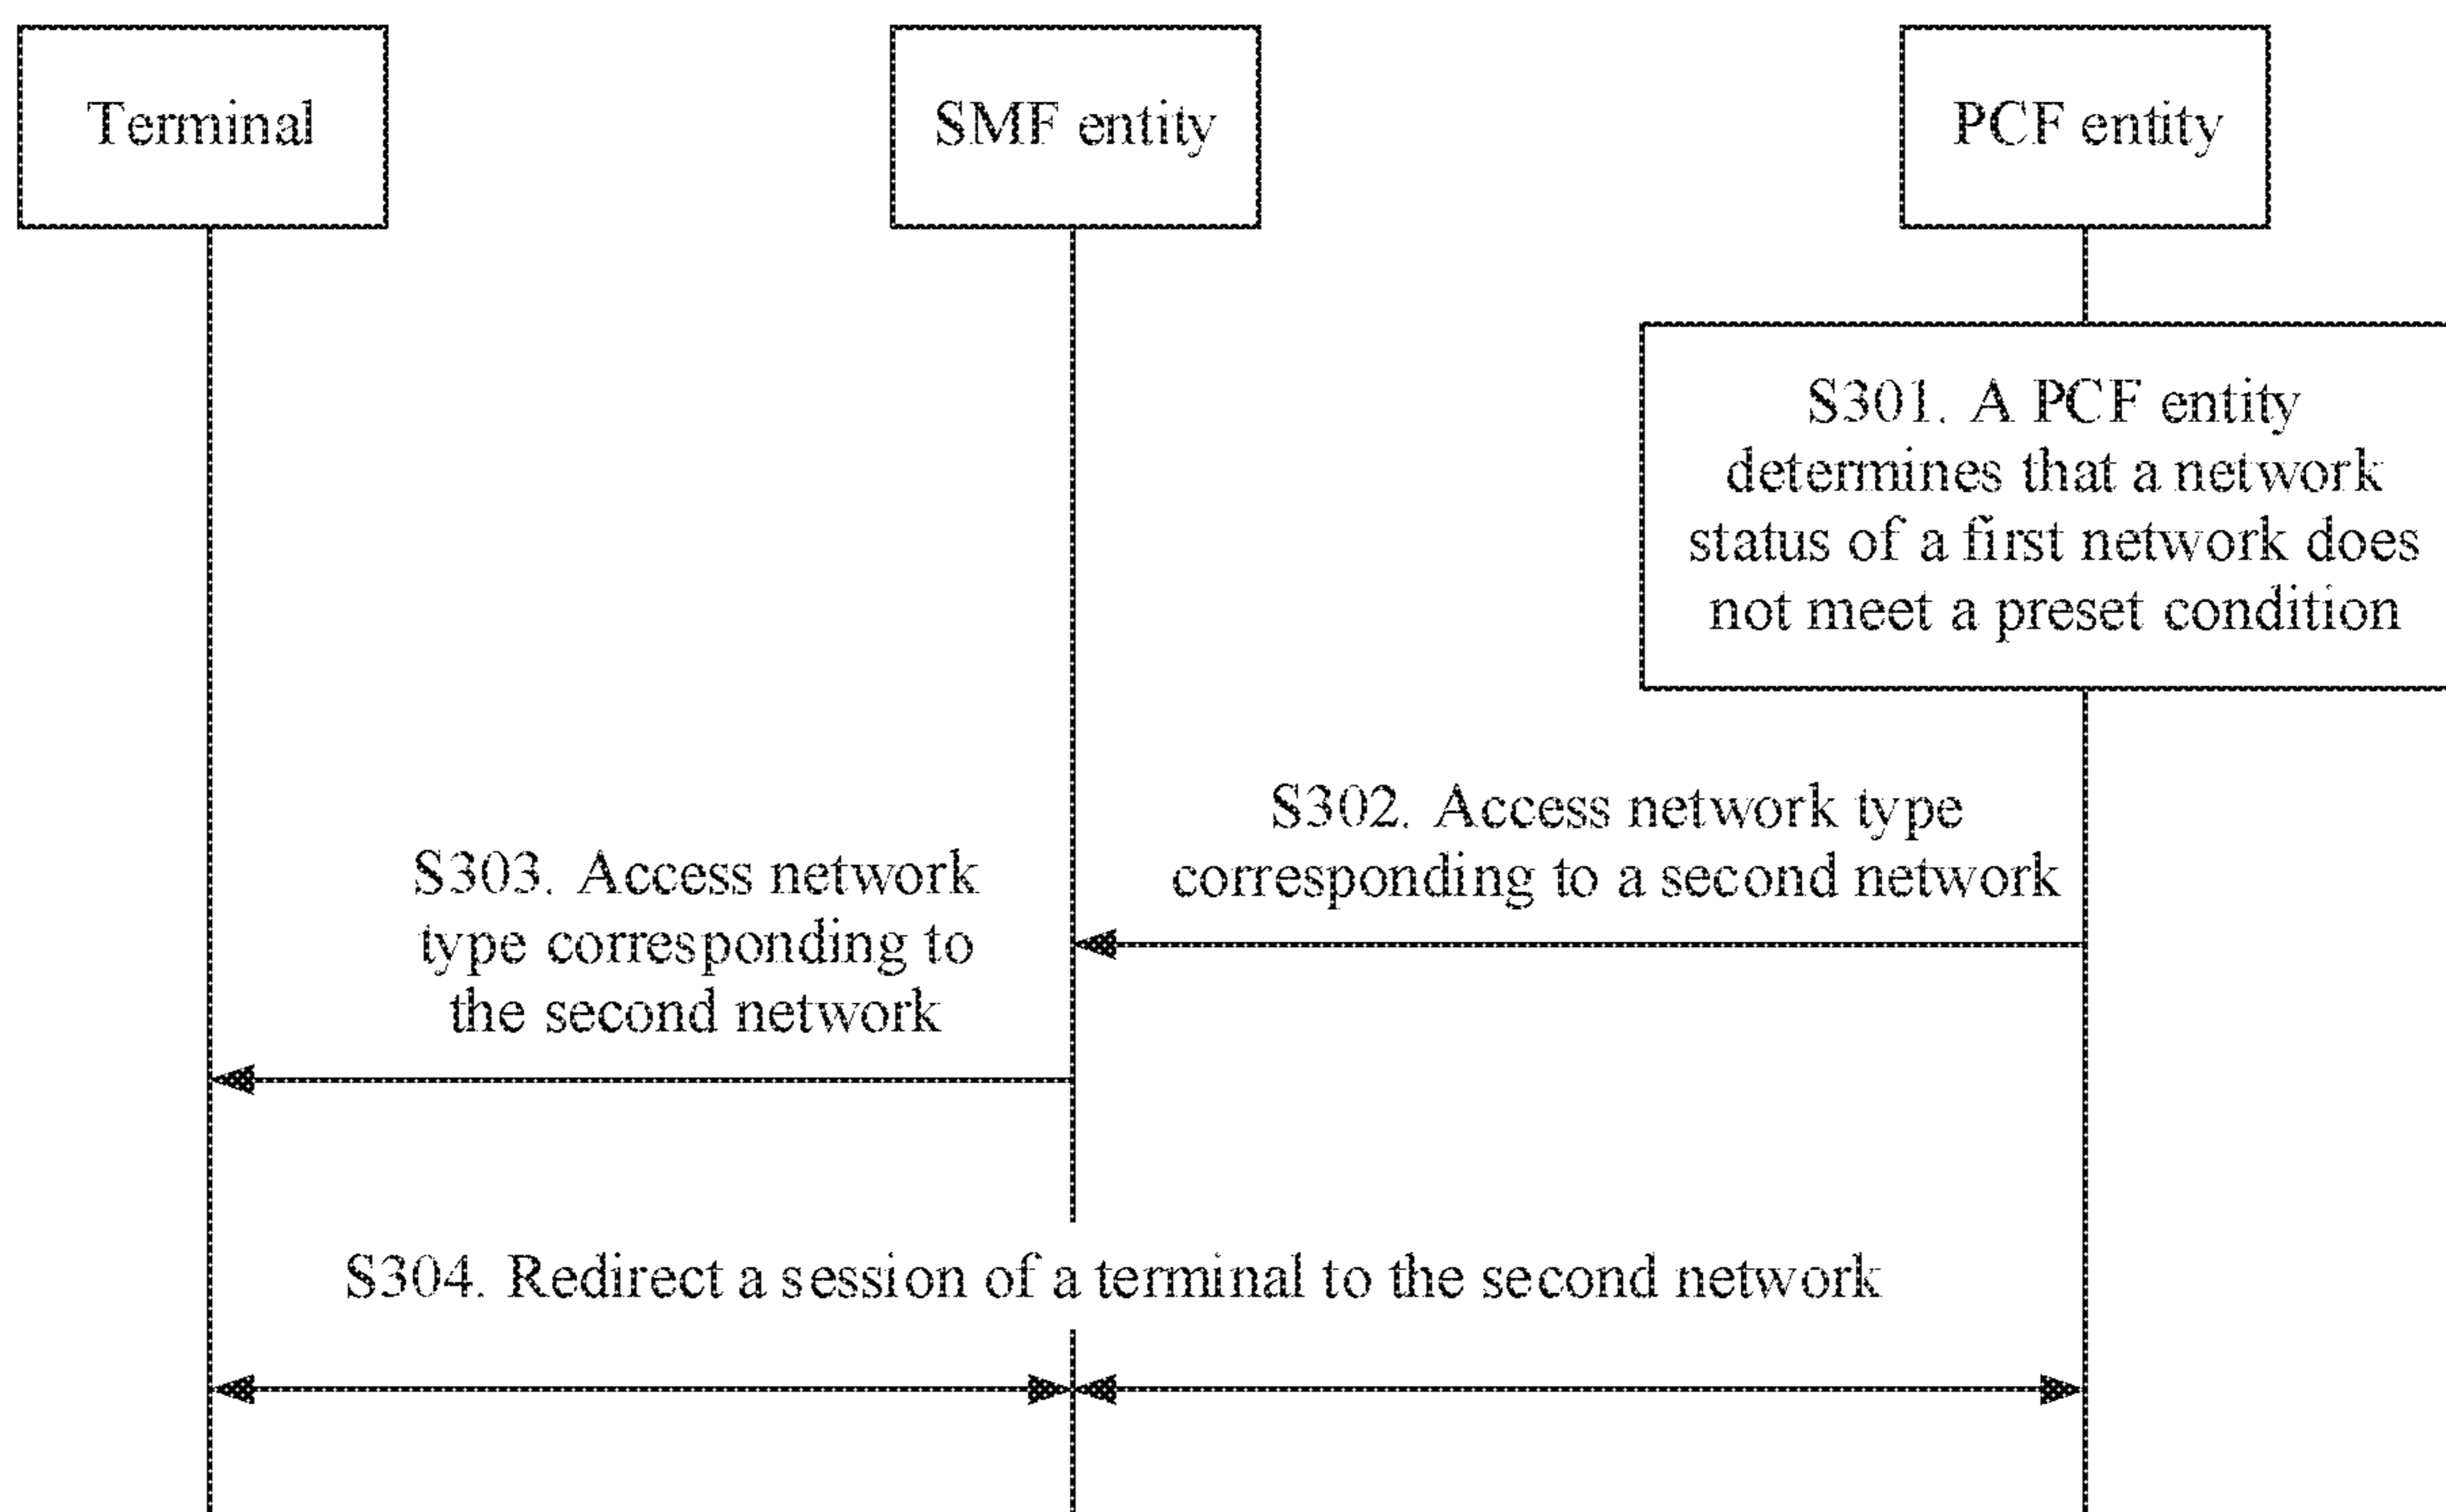 Terminal
SMF entity
PCF entity
S301. A PCF entity
determines that a network
status of a first network does
not meet a preset condition
S302. Access network type
corresponding to a second network
S303. Access network
type corresponding to
the second network
S304. Redirect a session of a terminal to the second network